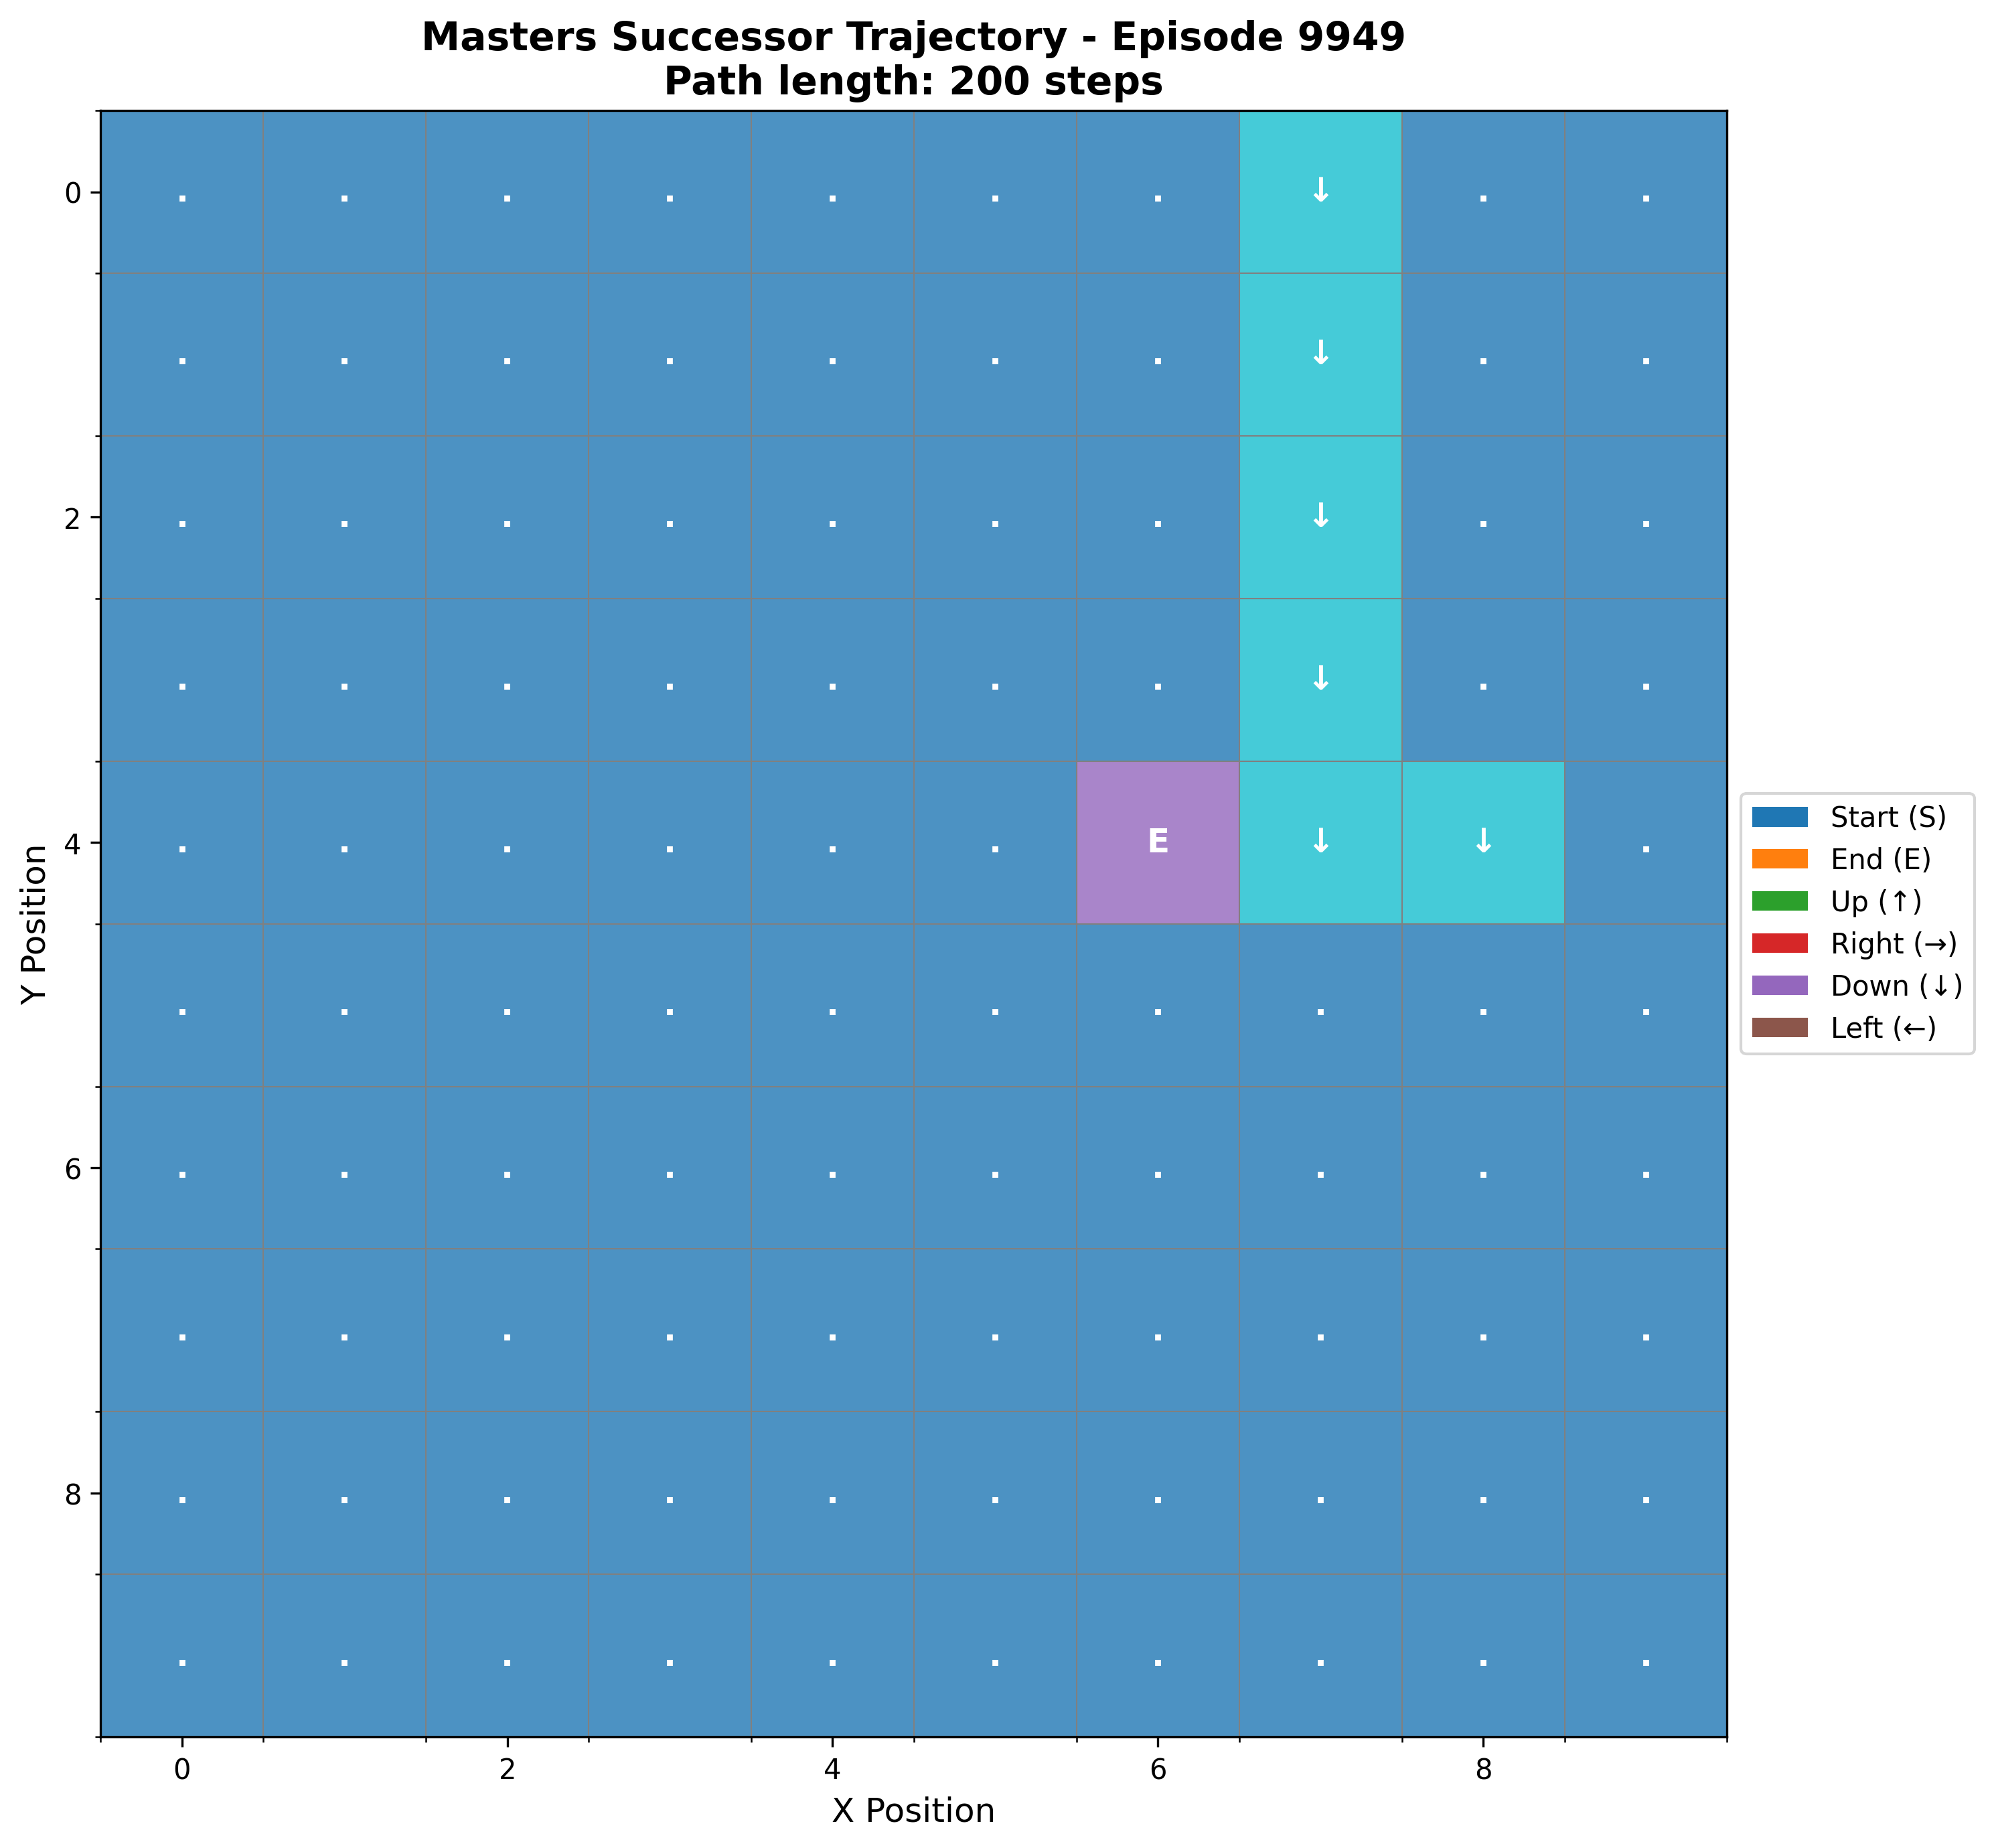 Masters Successor Trajectory - Episode 9949
Path length: 200 steps
↓
0
↓
↓
2
↓
E ↓ ↓
4
6
8
0 2 4 6 8
X Position
Y Position
Start (S)
End (E)
Up (↑)
Right (→)
Down (↓)
Left (←)